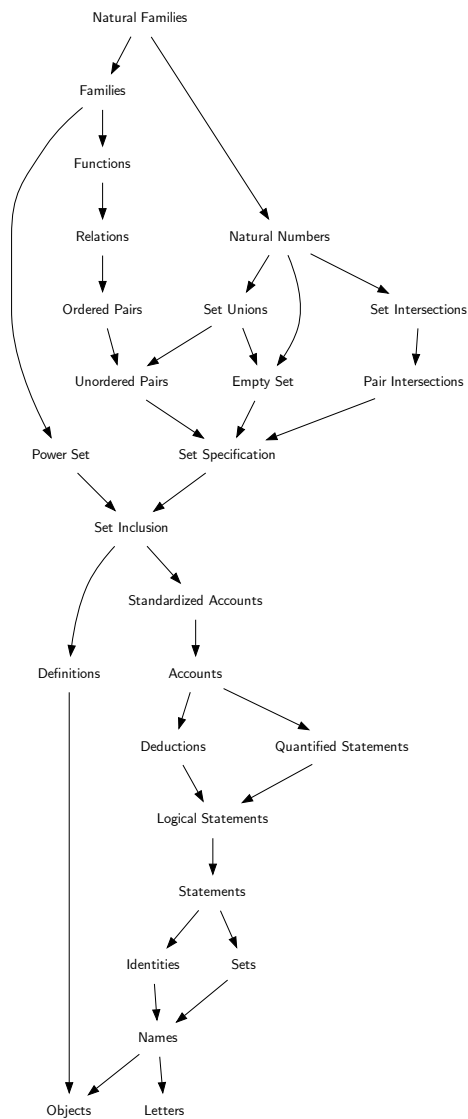 Natural Families
Families
Functions
Relations
Natural Numbers
Ordered Pairs
Set Unions
Set Intersections
Unordered Pairs
Empty Set
Pair Intersections
Power Set
Set Specification
Set Inclusion
Standardized Accounts
Definitions
Accounts
Deductions
Quantified Statements
Logical Statements
Statements
Identities
Sets
Names
Objects
Letters